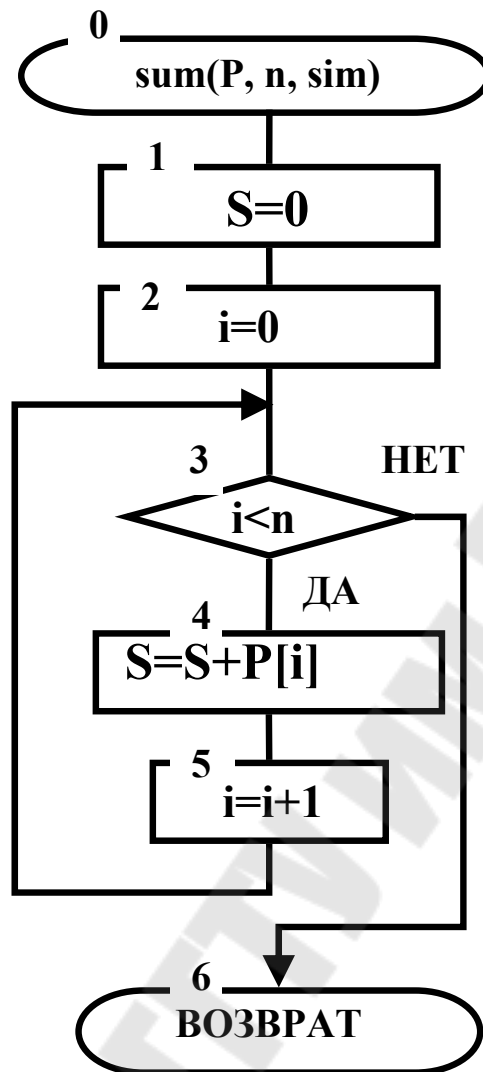 0
sum(P, n, sim)
1
S=0
2
i=0
3
НЕТ
i<n
ДА
4
S=S+P[i]
5
i=i+1
6
ВОЗВРАТ